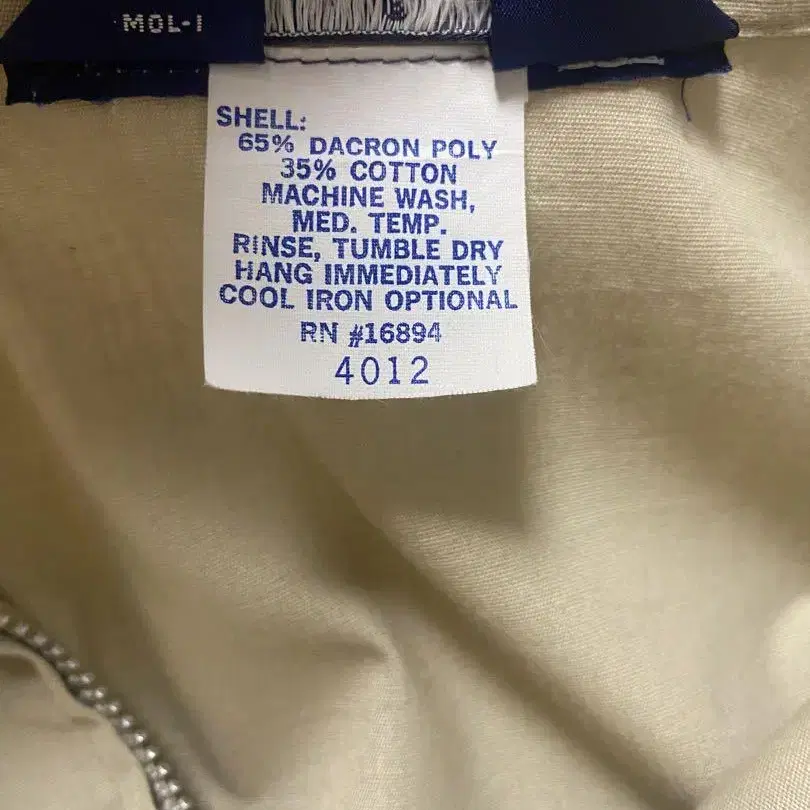 MOL-I
SHELL:
65% DACRON POLY
35% COTTON
MACHINE WASH,
MED. TEMP.
RINSE, TUMBLE DRY
HANG IMMEDIATELY
COOL IRON OPTIONAL
RN #16894
4012